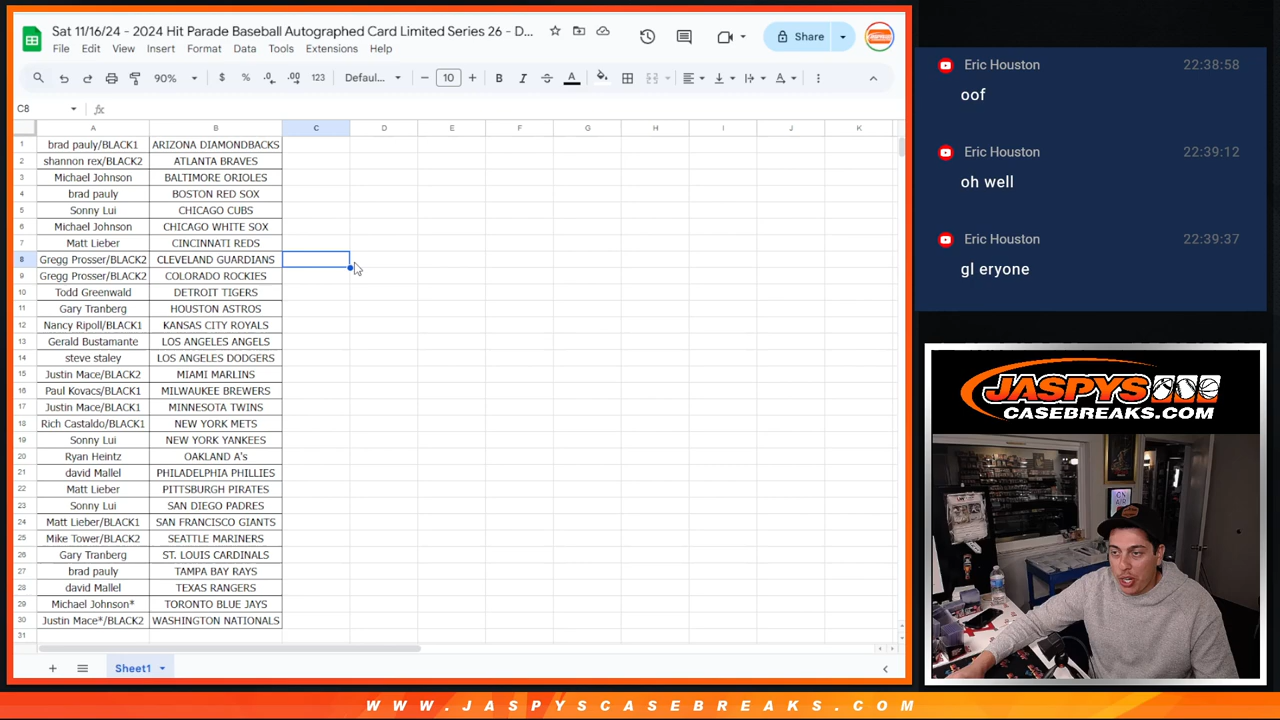 Sat 11/16/24 - 2024 Hit Parade Baseball Autographed Card Limited Series 26 - D...
Share
File Edit View Insert Format Data Tools Extensions Help
90% $ % .0 .00 123 Defaul... 10 B I S A
C8 fx
A B C D E F G H I J K
1 brad pauly/BLACK1 ARIZONA DIAMONDBACKS
2 shannon rex/BLACK2 ATLANTA BRAVES
3 Michael Johnson BALTIMORE ORIOLES
4 brad pauly BOSTON RED SOX
5 Sonny Lui CHICAGO CUBS
6 Michael Johnson CHICAGO WHITE SOX
7 Matt Lieber CINCINNATI REDS
8 Gregg Prosser/BLACK2 CLEVELAND GUARDIANS
9 Gregg Prosser/BLACK2 COLORADO ROCKIES
10 Todd Greenwald DETROIT TIGERS
11 Gary Tranberg HOUSTON ASTROS
12 Nancy Ripoll/BLACK1 KANSAS CITY ROYALS
13 Gerald Bustamante LOS ANGELES ANGELS
14 steve staley LOS ANGELES DODGERS
15 Justin Mace/BLACK2 MIAMI MARLINS
16 Paul Kovacs/BLACK1 MILWAUKEE BREWERS
17 Justin Mace/BLACK1 MINNESOTA TWINS
18 Rich Castaldo/BLACK1 NEW YORK METS
19 Sonny Lui NEW YORK YANKEES
20 Ryan Heintz OAKLAND A's
21 david Mallel PHILADELPHIA PHILLIES
22 Matt Lieber PITTSBURGH PIRATES
23 Sonny Lui SAN DIEGO PADRES
24 Matt Lieber/BLACK1 SAN FRANCISCO GIANTS
25 Mike Tower/BLACK2 SEATTLE MARINERS
26 Gary Tranberg ST. LOUIS CARDINALS
27 brad pauly TAMPA BAY RAYS
28 david Mallel TEXAS RANGERS
29 Michael Johnson* TORONTO BLUE JAYS
30 Justin Mace*/BLACK2 WASHINGTON NATIONALS
31
Sheet1
Eric Houston 22:38:58
oof
Eric Houston 22:39:12
oh well
Eric Houston 22:39:37
gl eryone
JASPYS
CASEBREAKS.COM
ON
AIR
WWW.JASPYSCASEBREAKS.COM